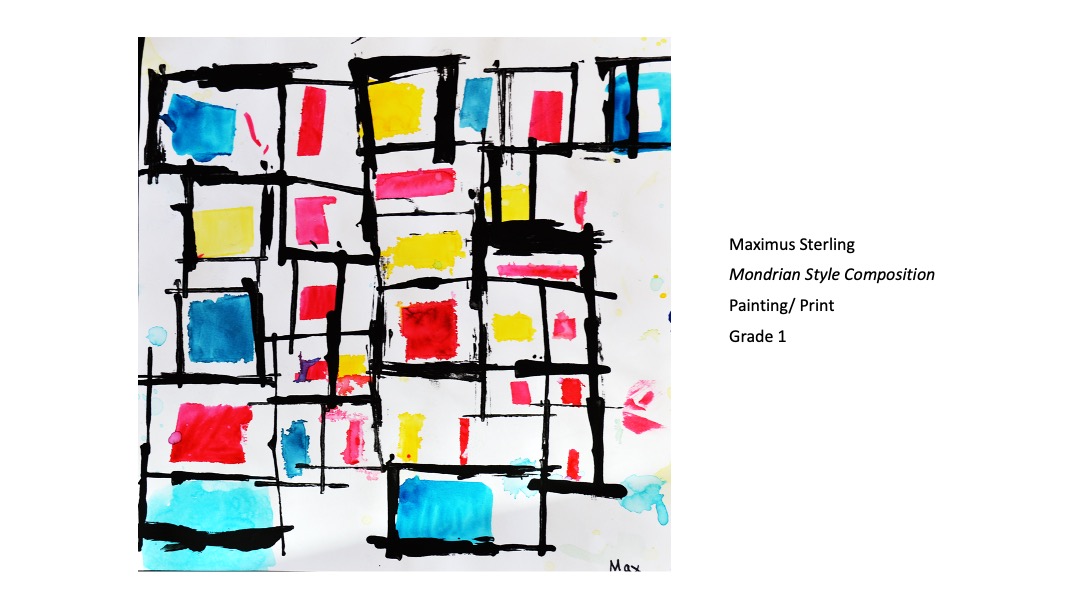 Maximus Sterling
Mondrian Style Composition
Painting/ Print
Grade 1
Max